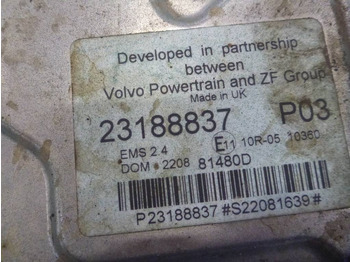 Developed in partnership
between
Volvo Powertrain and ZF Group
Made in UK
23188837 P03
EMS 2.4 E11 10R-05 10360
DOM 2208 81480D
P23188837#S22081639#